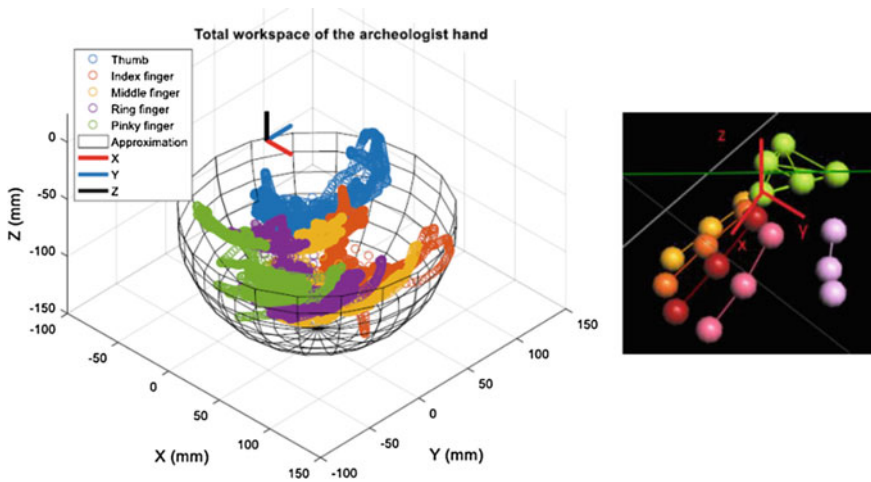 Total workspace of the archeologist hand
Thumb
Index finger
Middle finger
Ring finger
Pinky finger
Approximation
X
Y
Z
0
-50
-100
-150
Z (mm)
-100
-50
0
50
100
150
X (mm)
-100
-50
0
50
100
150
Y (mm)
Z
X
Y